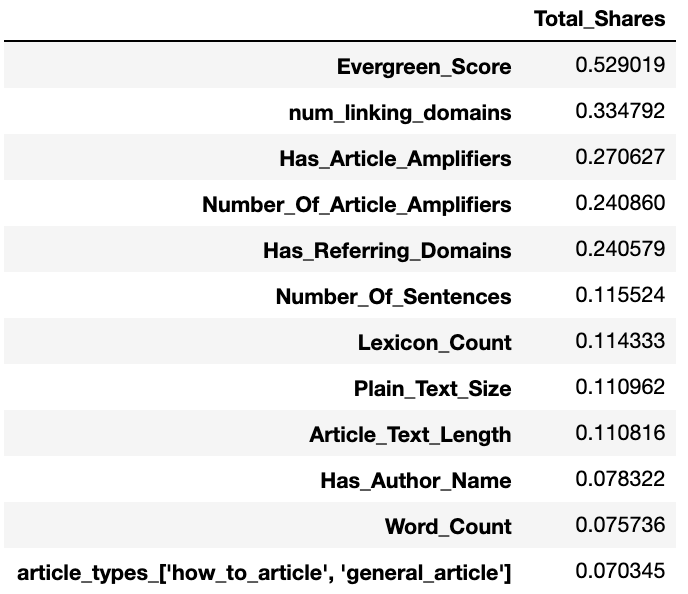 Total_Shares
Evergreen_Score 0.529019
num_linking_domains 0.334792
Has_Article_Amplifiers 0.270627
Number_Of_Article_Amplifiers 0.240860
Has_Referring_Domains 0.240579
Number_Of_Sentences 0.115524
Lexicon_Count 0.114333
Plain_Text_Size 0.110962
Article_Text_Length 0.110816
Has_Author_Name 0.078322
Word_Count 0.075736
article_types_['how_to_article', 'general_article'] 0.070345